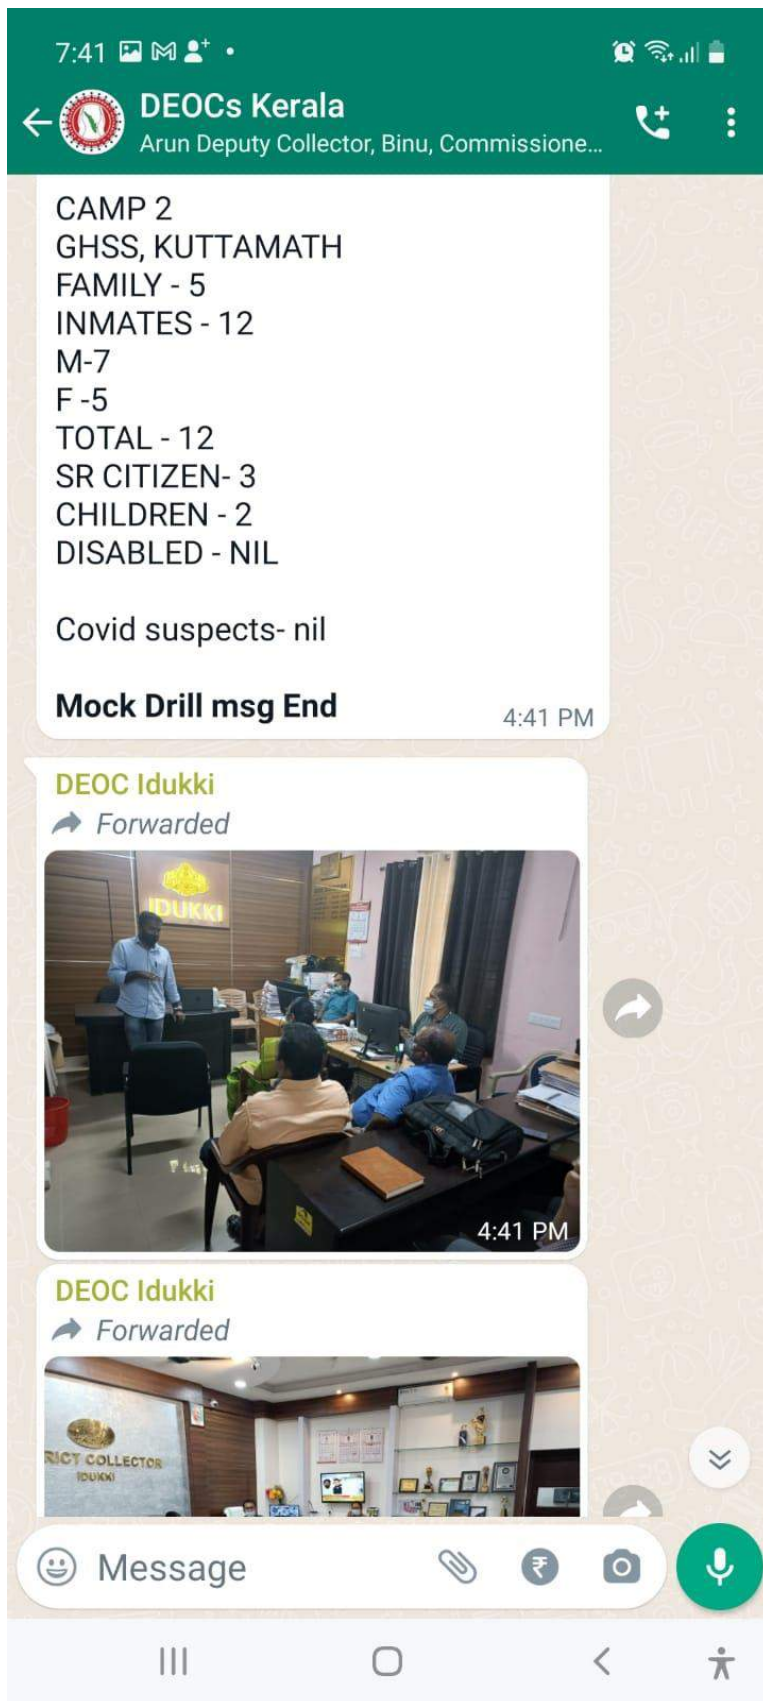 7:41
DEOCs Kerala
Arun Deputy Collector, Binu, Commissione...
CAMP 2
GHSS, KUTTAMATH
FAMILY - 5
INMATES - 12
M-7
F -5
TOTAL - 12
SR CITIZEN- 3
CHILDREN - 2
DISABLED - NIL
Covid suspects- nil
Mock Drill msg End
4:41 PM
DEOC Idukki
Forwarded
IDUKKI
4:41 PM
DEOC Idukki
Forwarded
RICT COLLECTOR
IDUKKI
Message